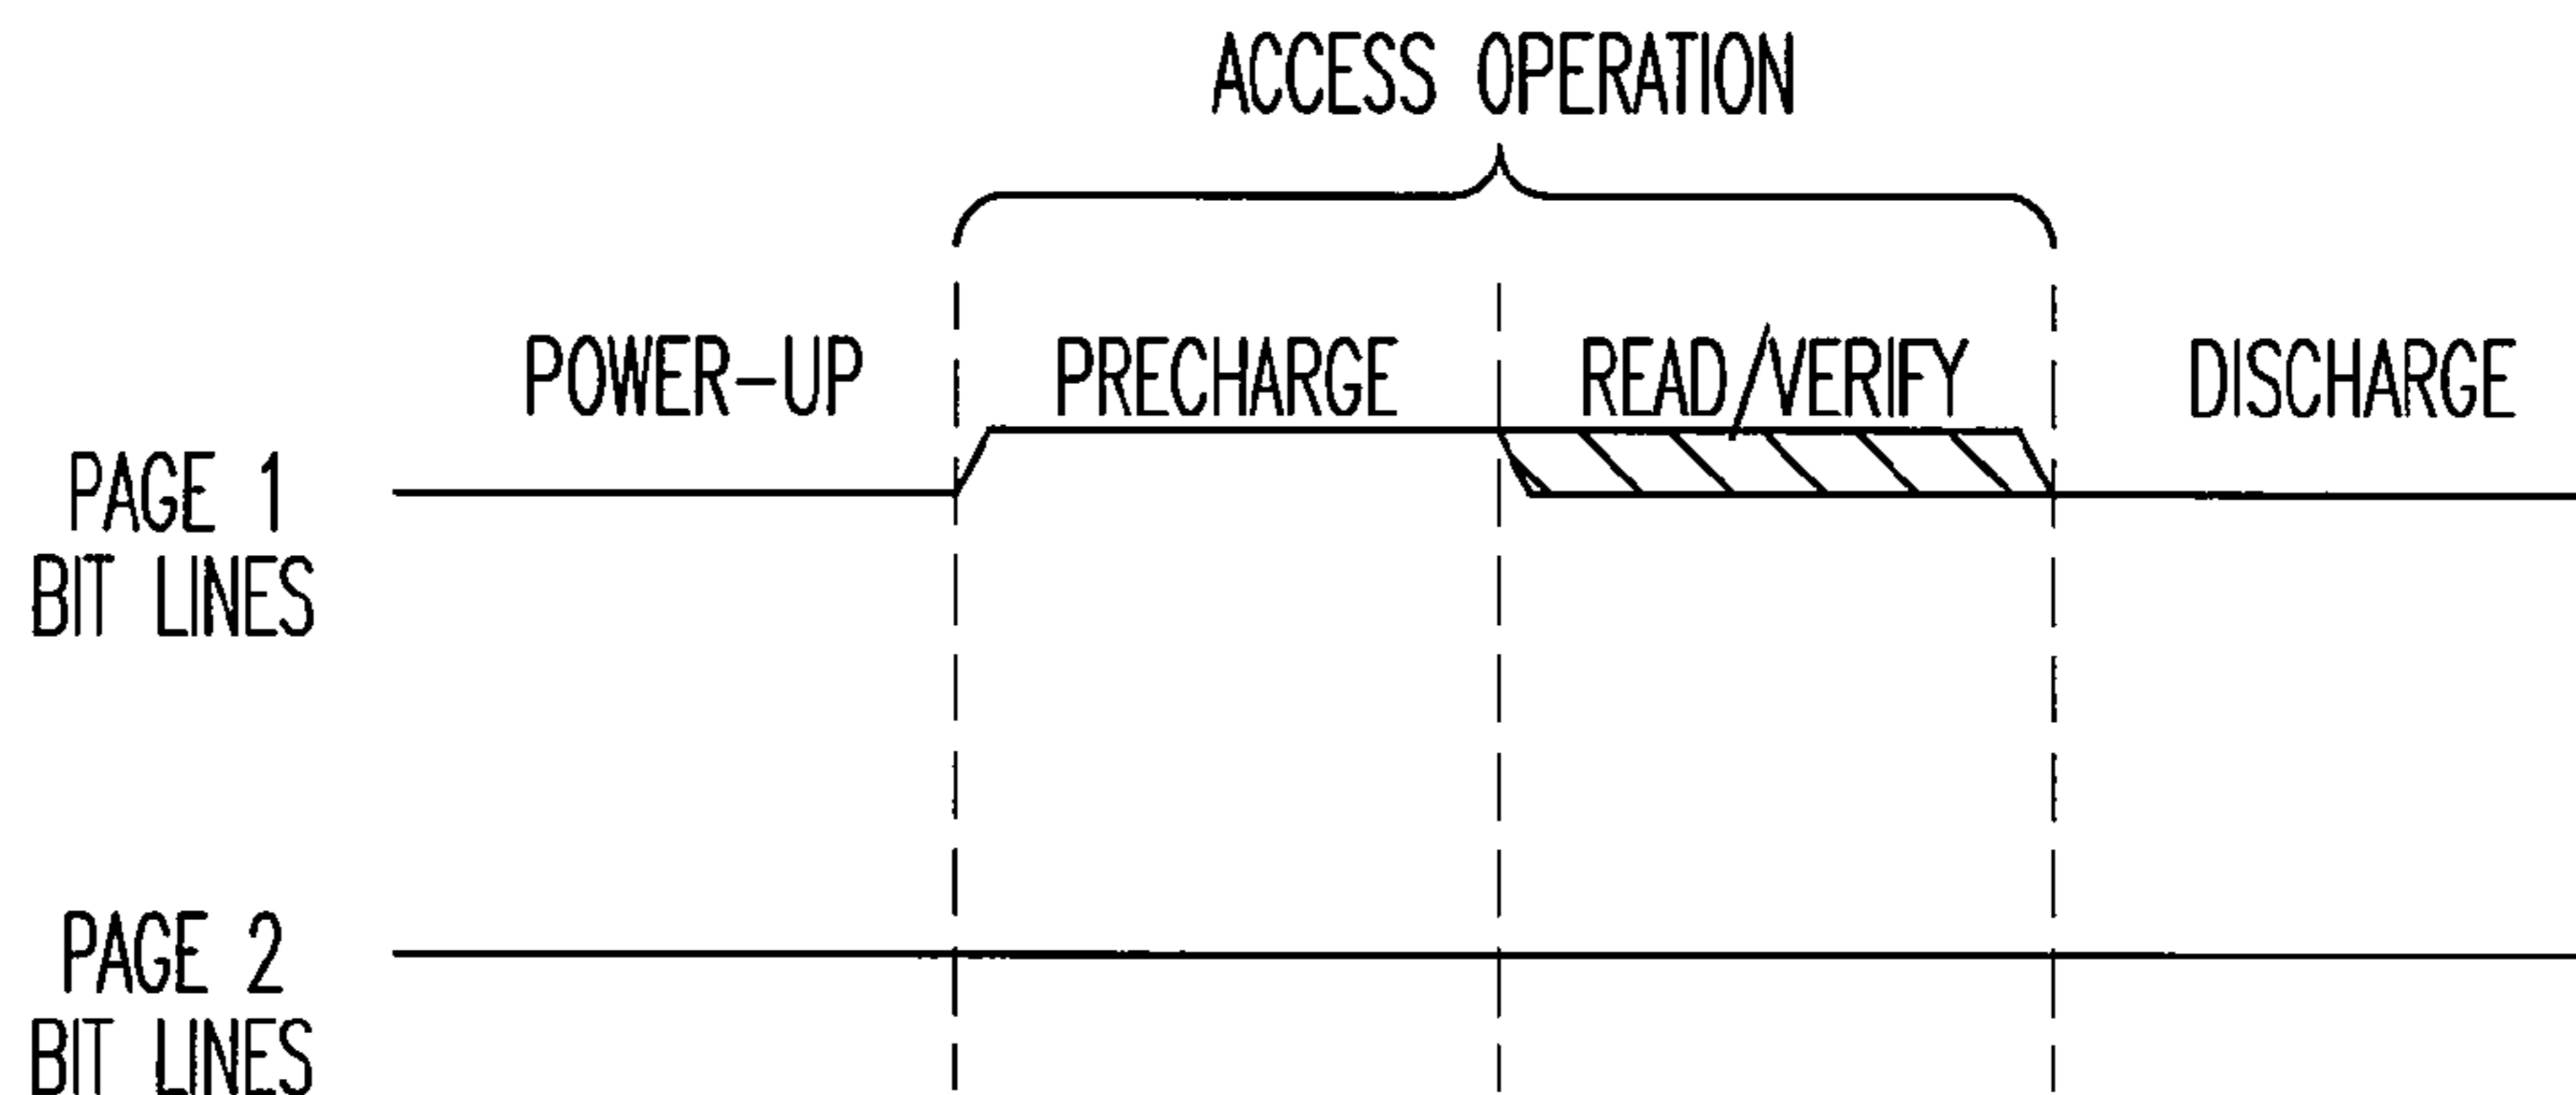 ACCESS OPERATION
POWER-UP PRECHARGE READ/VERIFY DISCHARGE
PAGE 1
BIT LINES
PAGE 2
BIT LINES